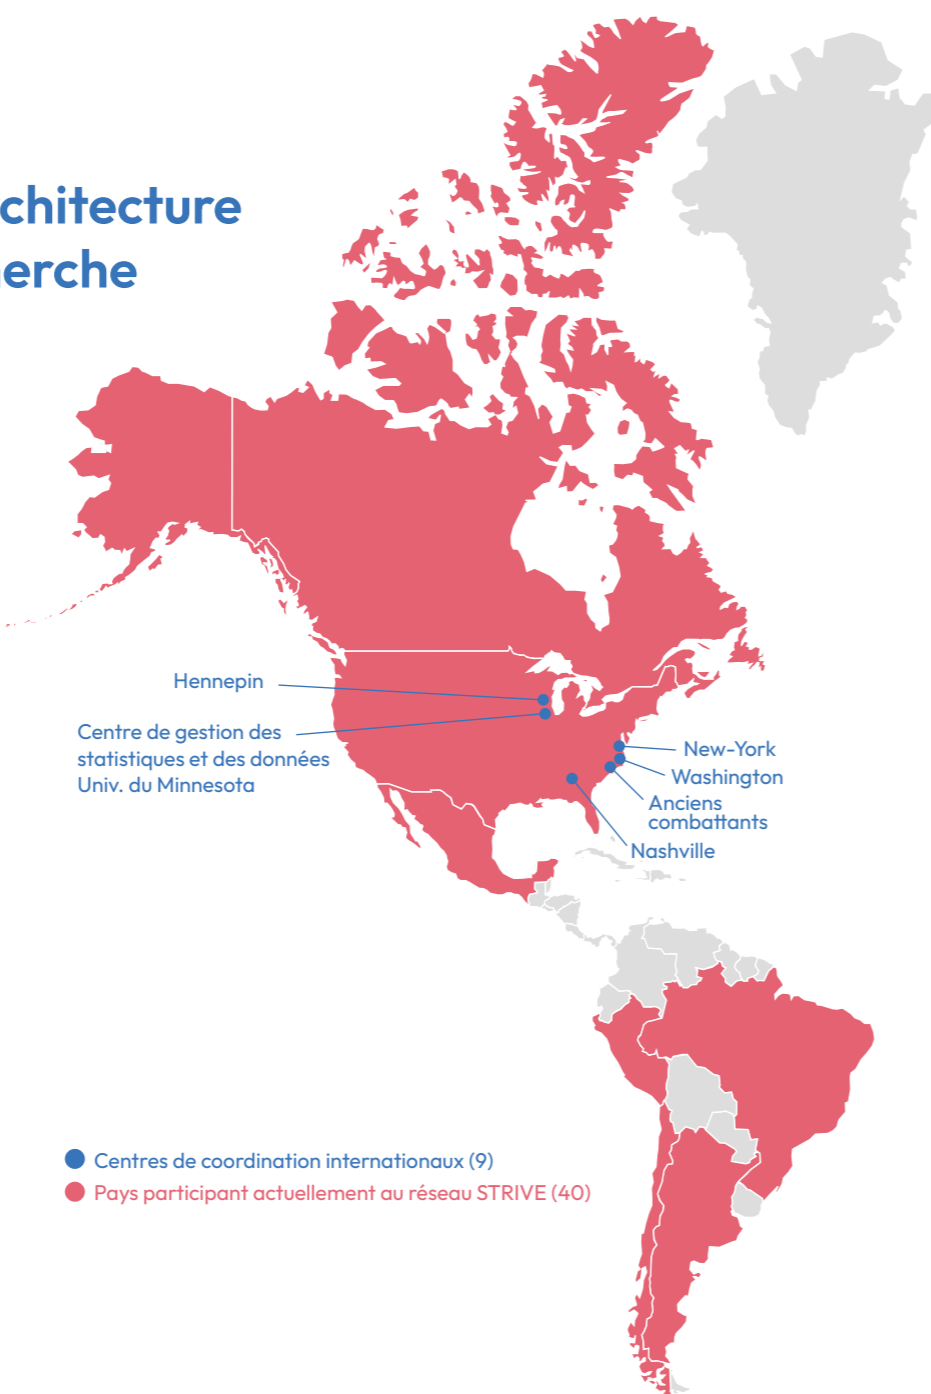 chitecture
erche
Hennepin
Centre de gestion des
statistiques et des données
Univ. du Minnesota
New-York
Washington
Anciens
combattants
Nashville
Centres de coordination internationaux (9)
Pays participant actuellement au réseau STRIVE (40)